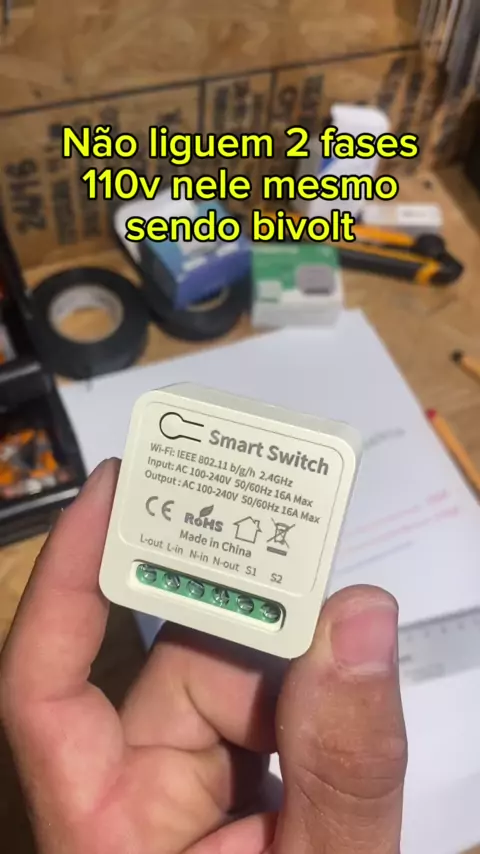 Não liguem 2 fases
110v nele mesmo
sendo bivolt
Smart Switch
Wi-Fi: IEEE 802.11 b/g/h 2.4GHz
Input: AC 100-240V 50/60Hz 16A Max
Output : AC 100-240V 50/60Hz 16A Max
CE RoHS
Made in China
L-out L-in N-in N-out S1 S2